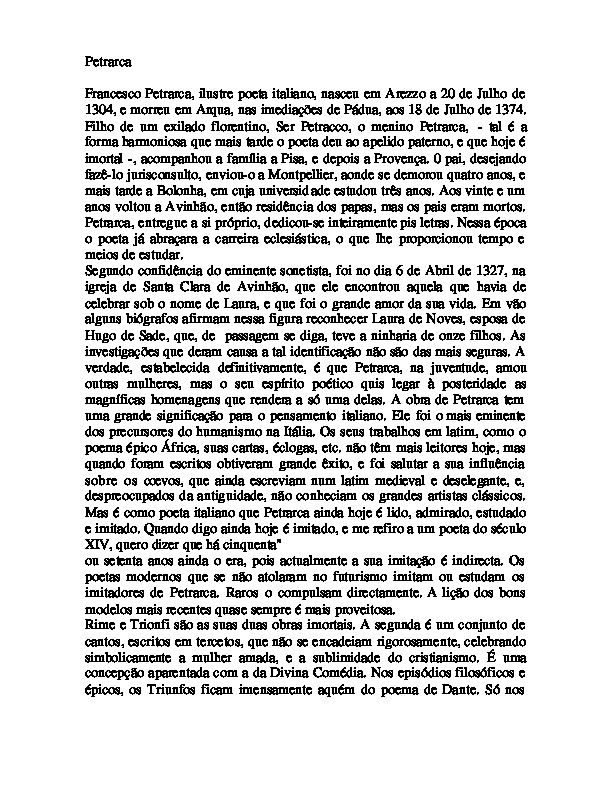 Petrarca
Francesco Petrarca, ilustre poeta italiano, nasceu em Arezzo a 20 de Julho de
1304, e morreu em Arqua, nas imediações de Pádua, aos 18 de Julho de 1374.
Filho de um exilado florentino, Ser Petracco, o menino Petrarca, - tal é a
forma harmoniosa que mais tarde o poeta deu ao apelido paterno, e que hoje é
imortal -, acompanhou a família a Pisa, e depois a Provença. 0 pai, desejando
fazê-lo jurisconsulto, enviou-o a Montpellier, aonde se demorou quatro anos, e
mais tarde a Bolonha, em cuja universidade estudou três anos. Aos vinte e um
anos voltou a Avinhão, então residência dos papas, mas os pais eram mortos.
Petrarca, entregue a si próprio, dedicou-se inteiramente pis letras. Nessa época
o poeta já abraçara a carreira eclesiástica, o que lhe proporcionou tempo e
meios de estudar.
Segundo confidência do eminente sonetista, foi no dia 6 de Abril de 1327, na
igreja de Santa Clara de Avinhão, que ele encontrou aquela que havia de
celebrar sob o nome de Laura, e que foi o grande amor da sua vida. Em vão
alguns biógrafos afirmam nessa figura reconhecer Laura de Noves, esposa de
Hugo de Sade, que, de passagem se diga, teve a ninharia de onze filhos. As
investigações que deram causa a tal identificação não são das mais seguras. A
verdade, estabelecida definitivamente, é que Petrarca, na juventude, amou
outras mulheres, mas o seu espírito poético quis legar à posteridade as
magníficas homenagens que rendera a só uma delas. A obra de Petrarca tem
uma grande significação para o pensamento italiano. Ele foi o mais eminente
dos precursores do humanismo na Itália. Os seus trabalhos em latim, como o
poema épico África, suas cartas, éclogas, etc. não têm mais leitores hoje, mas
quando foram escritos obtiveram grande êxito, e foi salutar a sua influência
sobre os coevos, que ainda escreviam num latim medieval e deselegante, e,
despreocupados da antiguidade, não conheciam os grandes artistas clássicos.
Mas é como poeta italiano que Petrarca ainda hoje é lido, admirado, estudado
e imitado. Quando digo ainda hoje é imitado, e me refiro a um poeta do século
XIV, quero dizer que há cinquenta"
ou setenta anos ainda o era, pois actualmente a sua imitação é indirecta. Os
poetas modernos que se não atolaram no futurismo imitam ou estudam os
imitadores de Petrarca. Raros o compulsam directamente. A lição dos bons
modelos mais recentes quase sempre é mais proveitosa.
Rime e Trionfi são as suas duas obras imortais. A segunda é um conjunto de
cantos, escritos em tercetos, que não se encadeiam rigorosamente, celebrando
simbolicamente a mulher amada, e a sublimidade do cristianismo. É uma
concepção aparentada com a da Divina Comédia. Nos episódios filosóficos e
épicos, os Triunfos ficam imensamente aquém do poema de Dante. Só nos